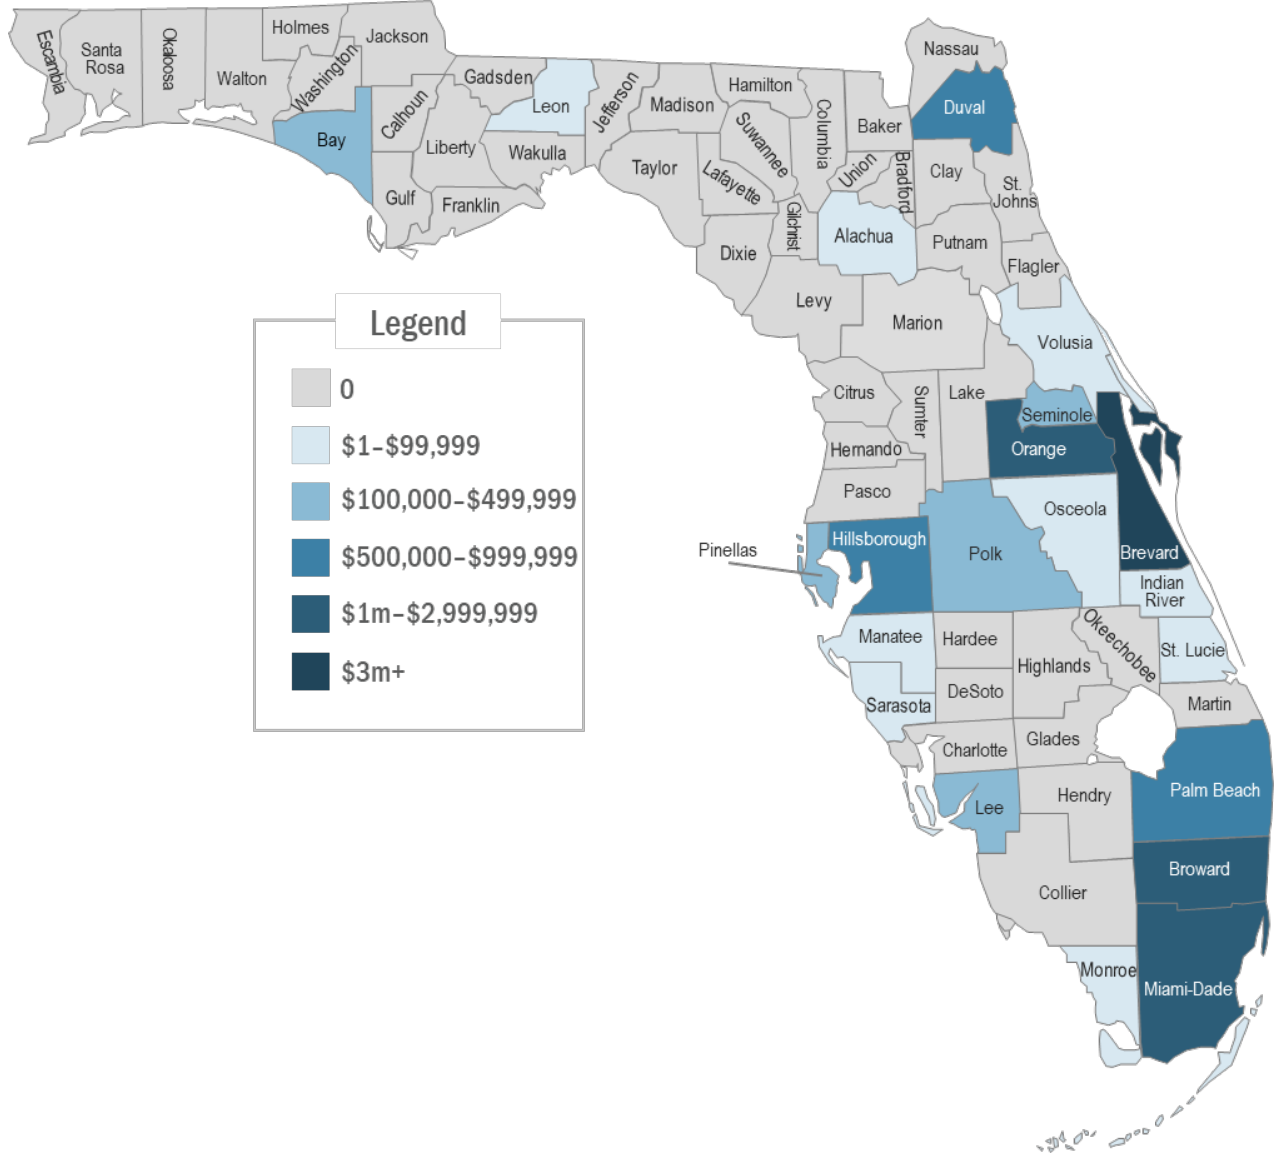 Holmes
Jackson
Escambia
Santa
Rosa
Okaloosa
Walton
Washington
Nassau
Gadsden
Leon
Jefferson
Madison
Hamilton
Duval
Bay
Calhoun
Liberty
Wakulla
Suwannee
Columbia
Baker
Taylor
Lafayette
Union
Bradford
Clay
St.
Johns
Gulf
Franklin
Gilchrist
Alachua
Putnam
Dixie
Flagler
Levy
Marion
Volusia
Legend
0
$1–$99,999
$100,000–$499,999
$500,000–$999,999
$1m–$2,999,999
$3m+
Citrus
Sumter
Lake
Seminole
Hernando
Orange
Pasco
Osceola
Pinellas
Hillsborough
Polk
Brevard
Indian
River
Manatee
Hardee
Okeechobee
St. Lucie
Highlands
DeSoto
Sarasota
Martin
Charlotte
Glades
Lee
Hendry
Palm Beach
Broward
Collier
Monroe
Miami-Dade